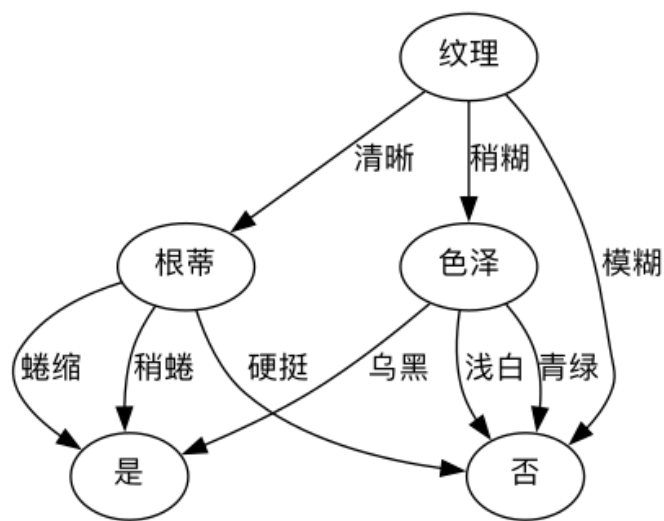 纹理
清晰
稍糊
根蒂
色泽
模糊
蜷缩
稍蜷
硬挺
乌黑
浅白
青绿
是
否